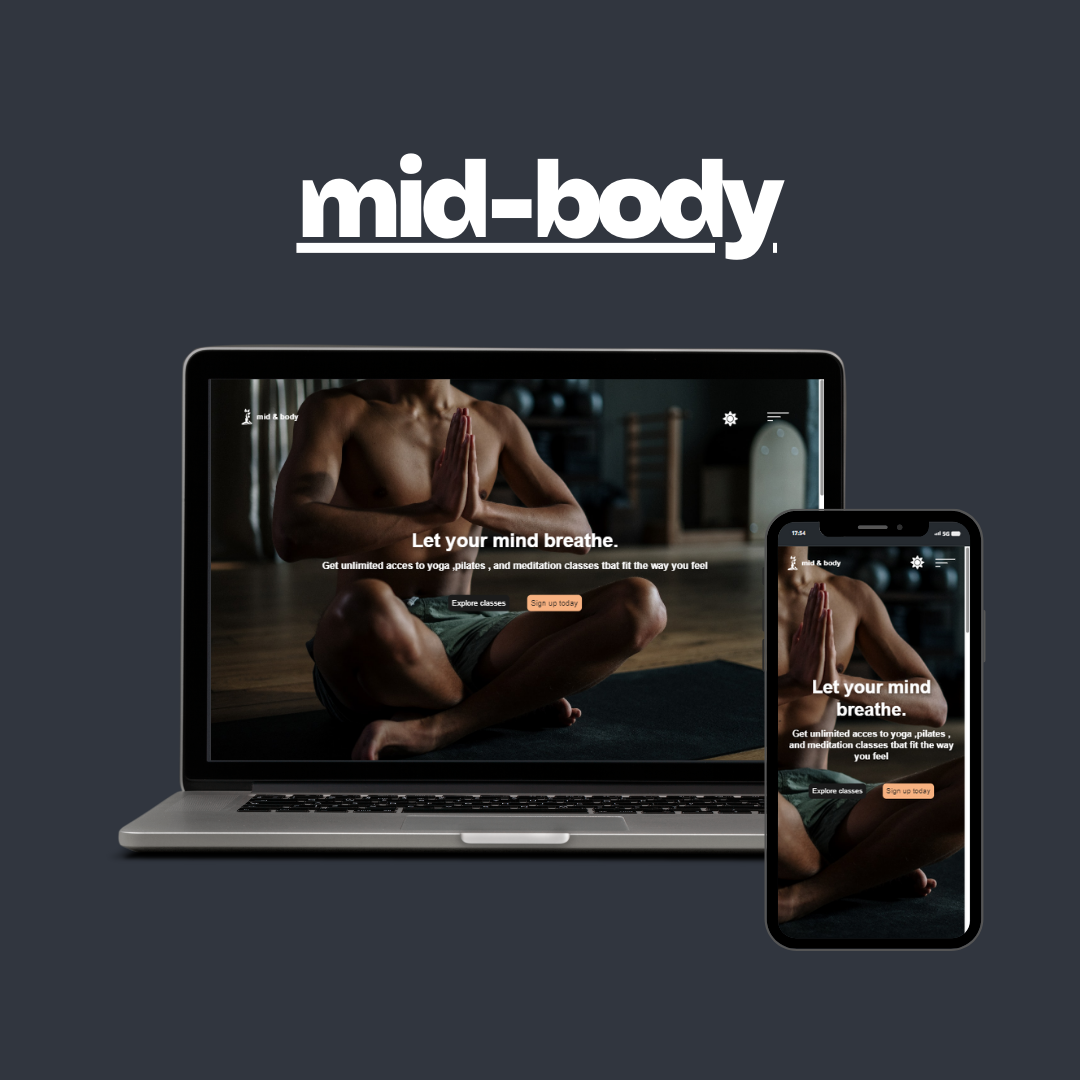 mid-body
mid & body
Let your mind breathe.
Get unlimited acces to yoga ,pilates , and meditation classes tbat fit the way you feel
Explore classes
Sign up today
17:54
5G
mid & body
Let your mind
breathe.
Get unlimited acces to yoga ,pilates ,
and meditation classes tbat fit the way
you feel
Explore classes
Sign up today